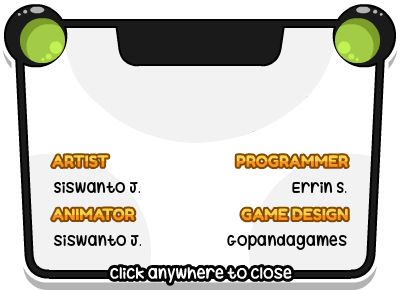 ARTIST PROGRAMMER
Siswanto J. Errin S.
ANIMATOR GAME DESIGN
Siswanto J. Gopandagames
click anywhere to close